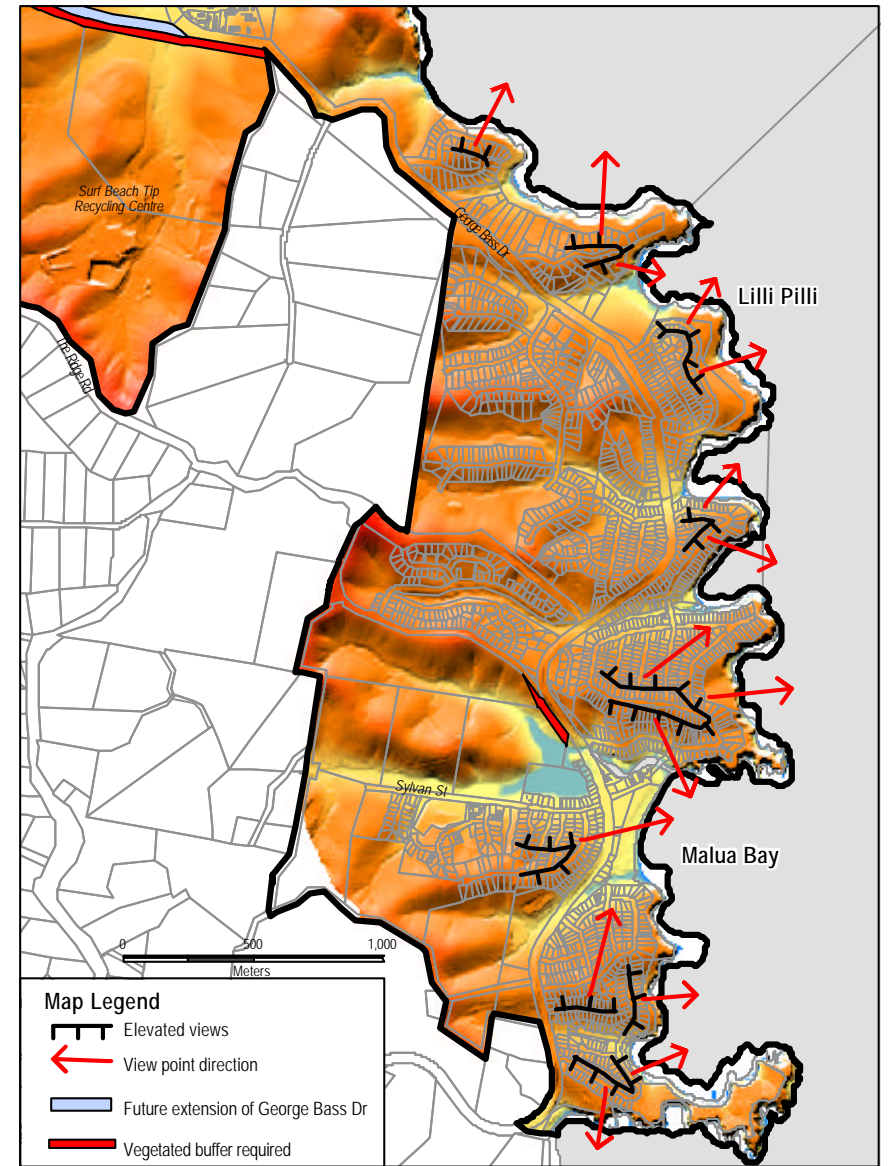 Surf Beach Tip
Recycling Centre
George Bass Dr
Lilli Pilli
The Ridge Rd
Sylvan St
Malua Bay
0 500 1,000
Meters
Map Legend
Elevated views
View point direction
Future extension of George Bass Dr
Vegetated buffer required